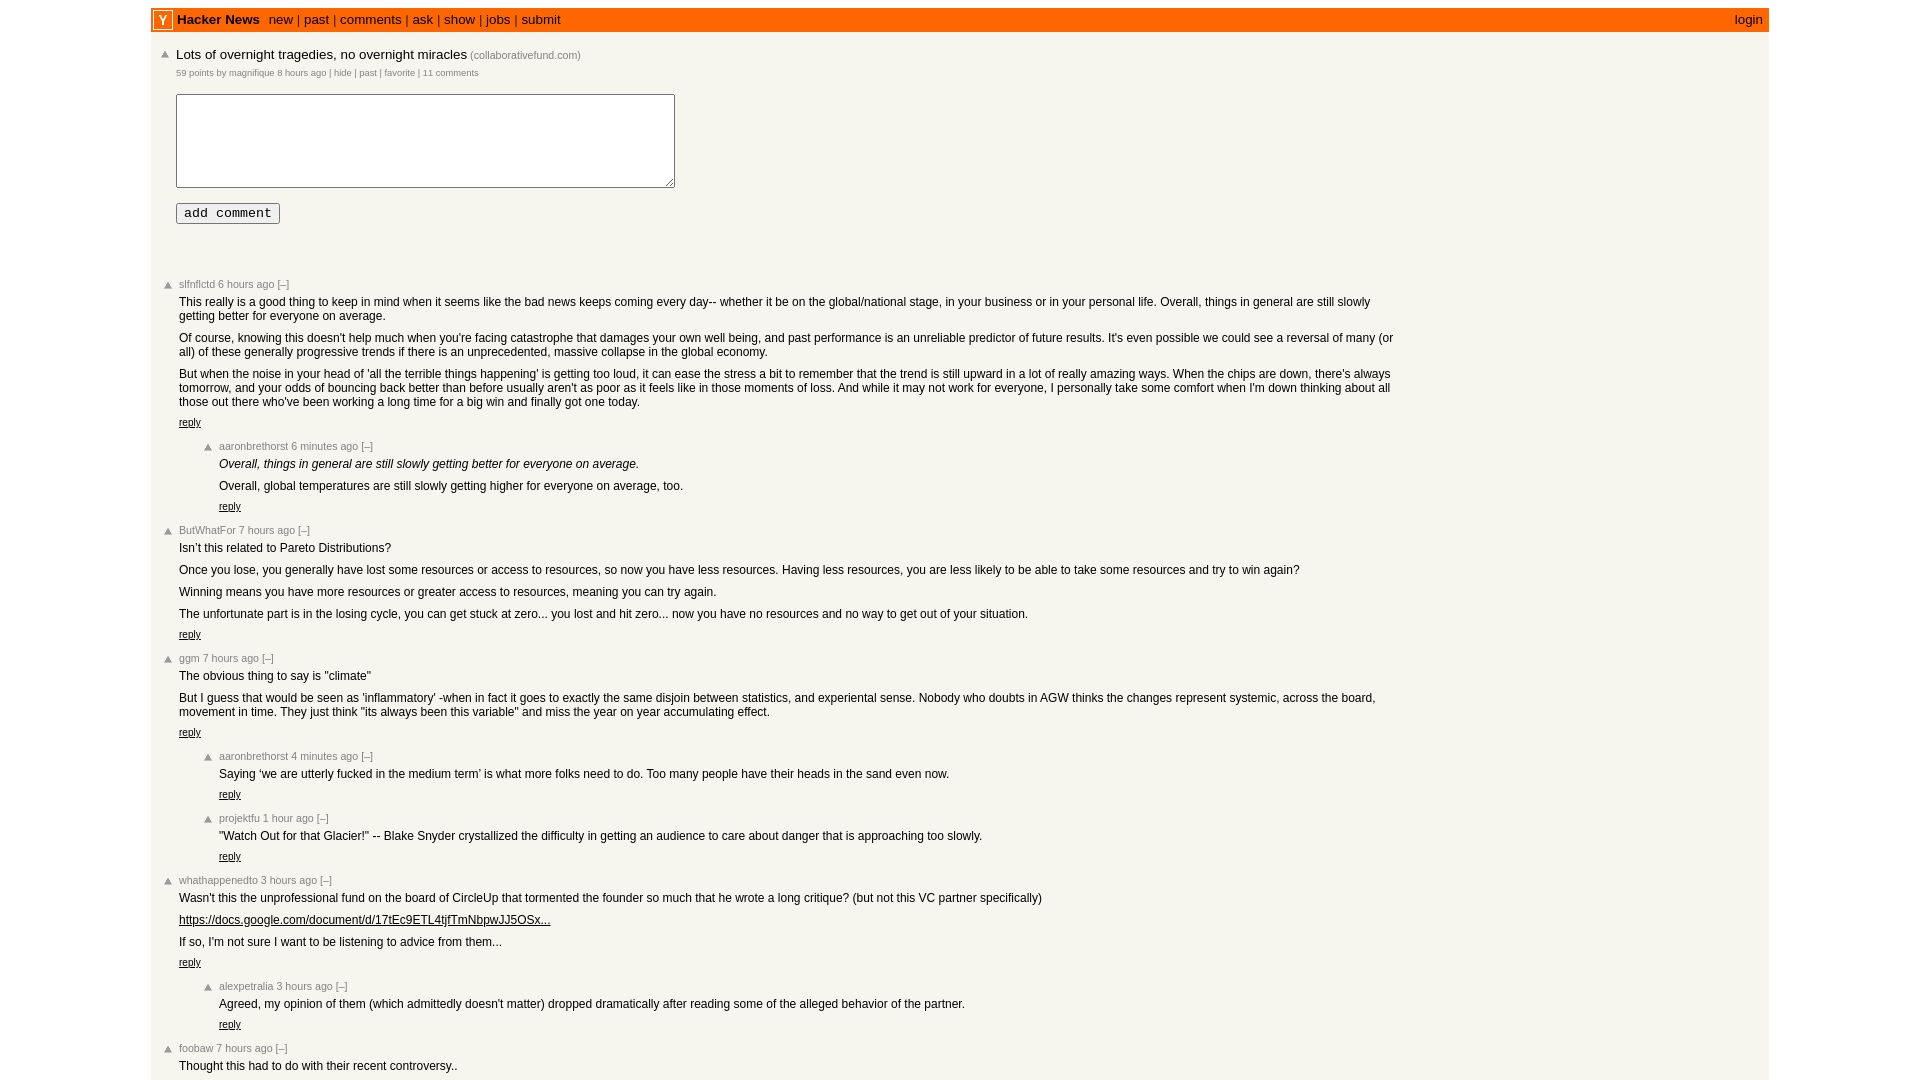 Y Hacker News new | past | comments | ask | show | jobs | submit login
Lots of overnight tragedies, no overnight miracles (collaborativefund.com)
59 points by magnifique 8 hours ago | hide | past | favorite | 11 comments
add comment
slfnflctd 6 hours ago [–]
This really is a good thing to keep in mind when it seems like the bad news keeps coming every day-- whether it be on the global/national stage, in your business or in your personal life. Overall, things in general are still slowly
getting better for everyone on average.
Of course, knowing this doesn't help much when you're facing catastrophe that damages your own well being, and past performance is an unreliable predictor of future results. It's even possible we could see a reversal of many (or
all) of these generally progressive trends if there is an unprecedented, massive collapse in the global economy.
But when the noise in your head of 'all the terrible things happening' is getting too loud, it can ease the stress a bit to remember that the trend is still upward in a lot of really amazing ways. When the chips are down, there's always
tomorrow, and your odds of bouncing back better than before usually aren't as poor as it feels like in those moments of loss. And while it may not work for everyone, I personally take some comfort when I'm down thinking about all
those out there who've been working a long time for a big win and finally got one today.
reply
aaronbrethorst 6 minutes ago [–]
Overall, things in general are still slowly getting better for everyone on average.
Overall, global temperatures are still slowly getting higher for everyone on average, too.
reply
ButWhatFor 7 hours ago [–]
Isn’t this related to Pareto Distributions?
Once you lose, you generally have lost some resources or access to resources, so now you have less resources. Having less resources, you are less likely to be able to take some resources and try to win again?
Winning means you have more resources or greater access to resources, meaning you can try again.
The unfortunate part is in the losing cycle, you can get stuck at zero... you lost and hit zero... now you have no resources and no way to get out of your situation.
reply
ggm 7 hours ago [–]
The obvious thing to say is "climate"
But I guess that would be seen as 'inflammatory' -when in fact it goes to exactly the same disjoin between statistics, and experiental sense. Nobody who doubts in AGW thinks the changes represent systemic, across the board,
movement in time. They just think "its always been this variable" and miss the year on year accumulating effect.
reply
aaronbrethorst 4 minutes ago [–]
Saying ‘we are utterly fucked in the medium term’ is what more folks need to do. Too many people have their heads in the sand even now.
reply
projektfu 1 hour ago [–]
"Watch Out for that Glacier!" -- Blake Snyder crystallized the difficulty in getting an audience to care about danger that is approaching too slowly.
reply
whathappenedto 3 hours ago [–]
Wasn't this the unprofessional fund on the board of CircleUp that tormented the founder so much that he wrote a long critique? (but not this VC partner specifically)
https://docs.google.com/document/d/17tEc9ETL4tjfTmNbpwJJ5OSx...
If so, I'm not sure I want to be listening to advice from them...
reply
alexpetralia 3 hours ago [–]
Agreed, my opinion of them (which admittedly doesn't matter) dropped dramatically after reading some of the alleged behavior of the partner.
reply
foobaw 7 hours ago [–]
Thought this had to do with their recent controversy..